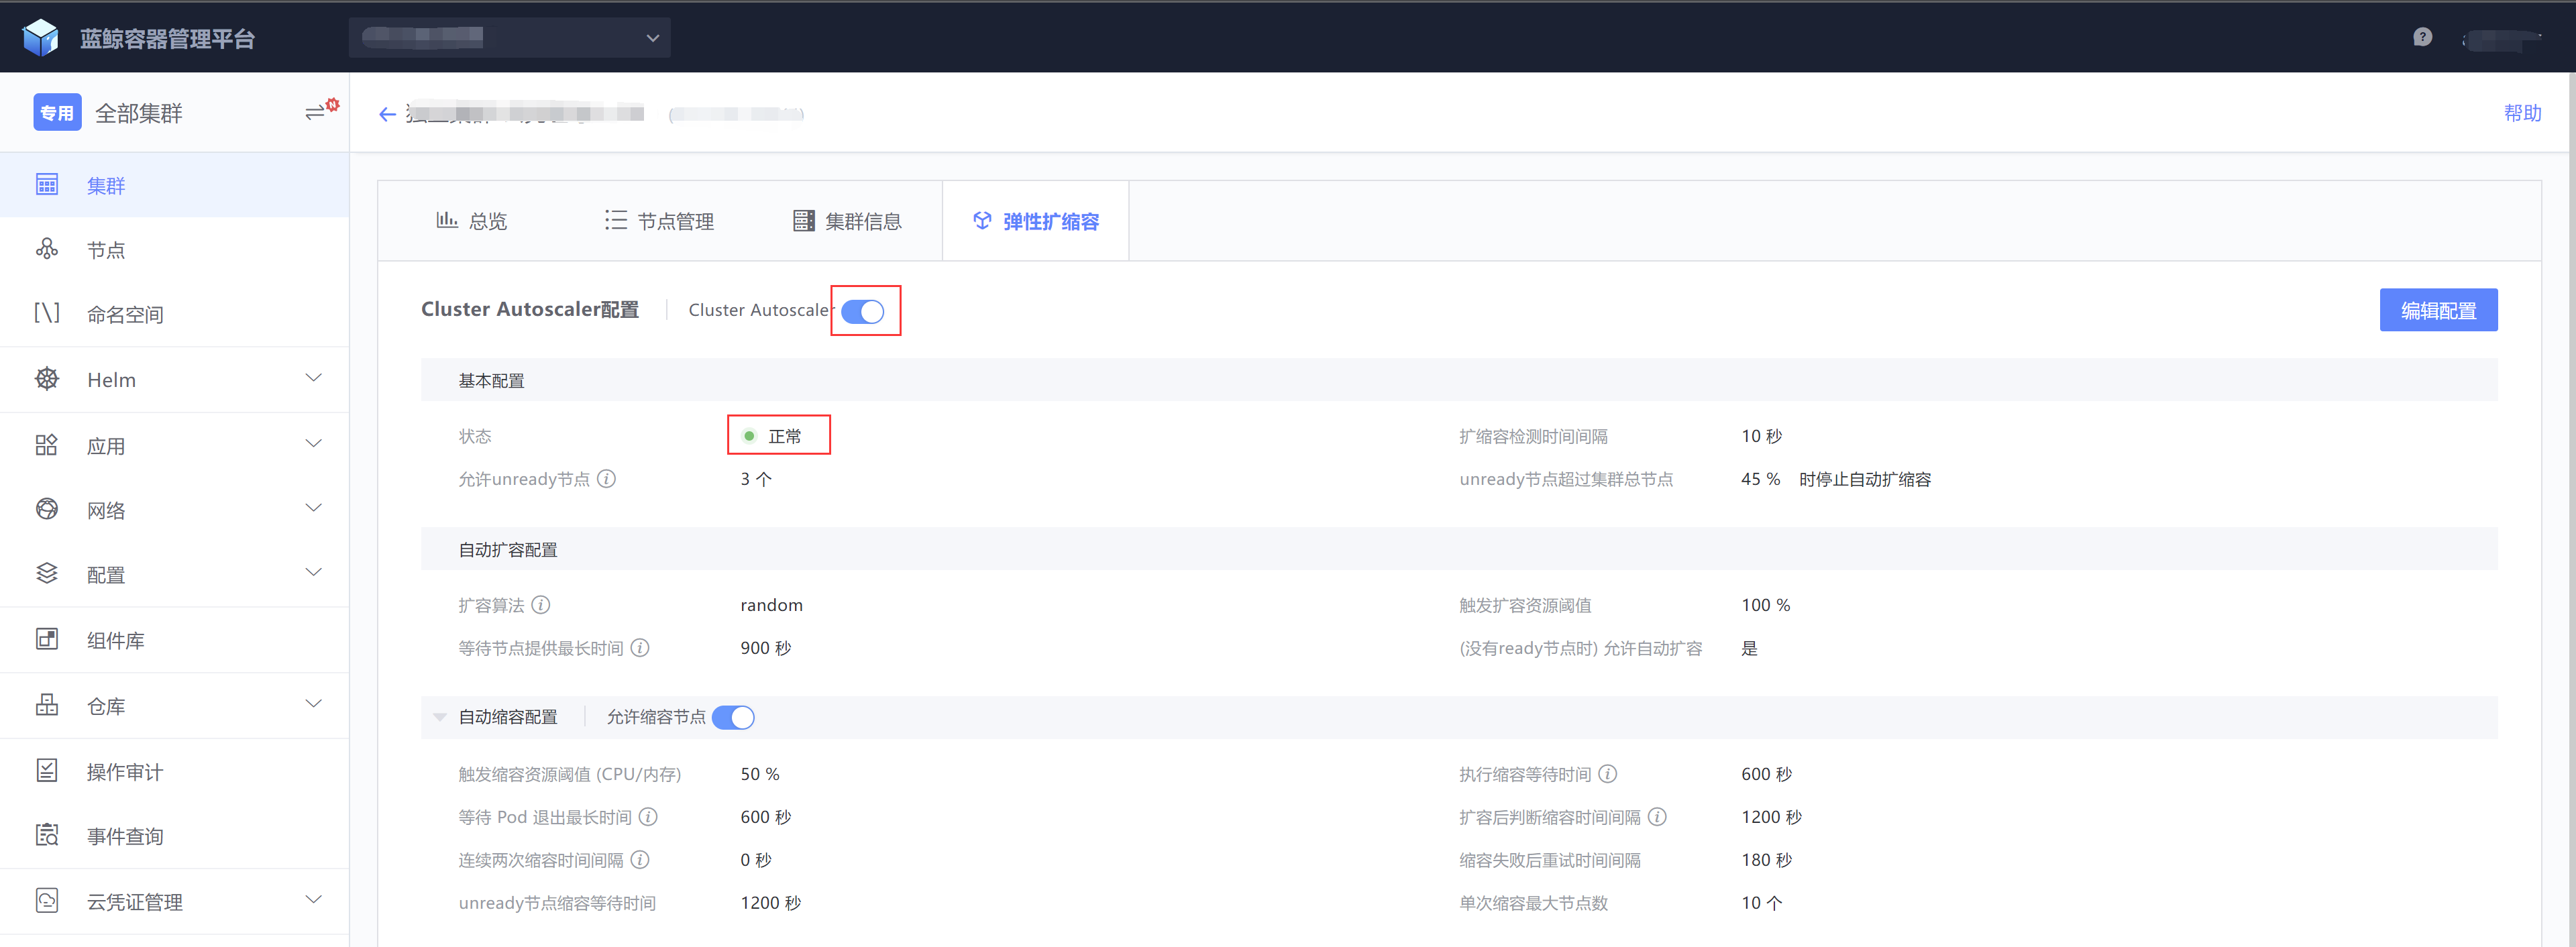 蓝鲸容器管理平台
专用 全部集群
帮助
集群
节点
命名空间
Helm
应用
网络
配置
组件库
仓库
操作审计
事件查询
云凭证管理
总览 节点管理 集群信息 弹性扩缩容
Cluster Autoscaler配置 Cluster Autoscaler 编辑配置
基本配置
状态 正常 扩缩容检测时间间隔 10 秒
允许unready节点 3 个 unready节点超过集群总节点 45 % 时停止自动扩缩容
自动扩容配置
扩容算法 random 触发扩容资源阈值 100 %
等待节点提供最长时间 900 秒 (没有ready节点时) 允许自动扩容 是
自动缩容配置 允许缩容节点
触发缩容资源阈值 (CPU/内存) 50 % 执行缩容等待时间 600 秒
等待 Pod 退出最长时间 600 秒 扩容后判断缩容时间间隔 1200 秒
连续两次缩容时间间隔 0 秒 缩容失败后重试时间间隔 180 秒
unready节点缩容等待时间 1200 秒 单次缩容最大节点数 10 个